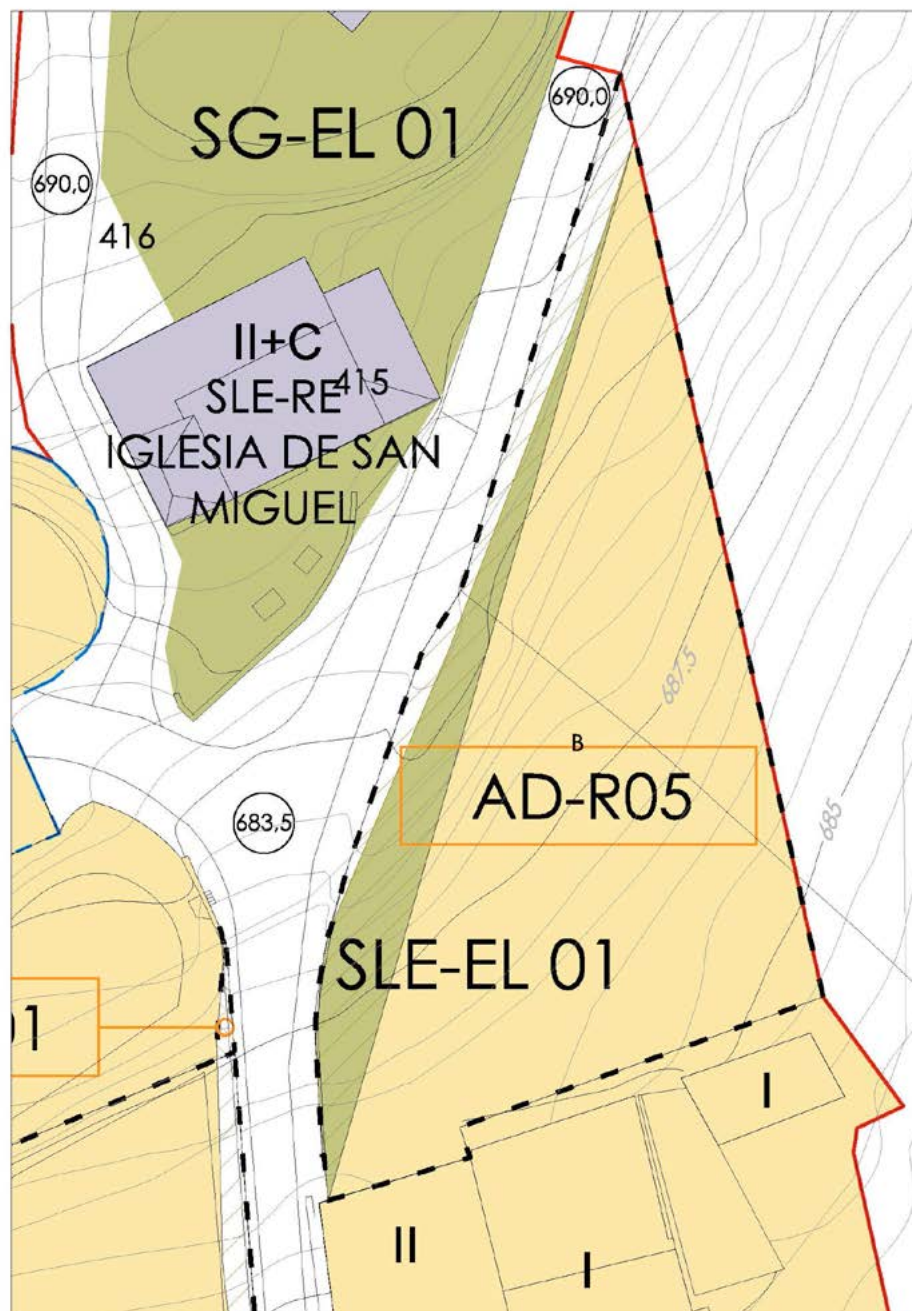 SG-EL 01
690,0
690,0
416
II+C
SLE-RE
415
IGLESIA DE SAN
MIGUEL
687.5
B
AD-R05
685
683,5
SLE-EL 01
01
I
II
I